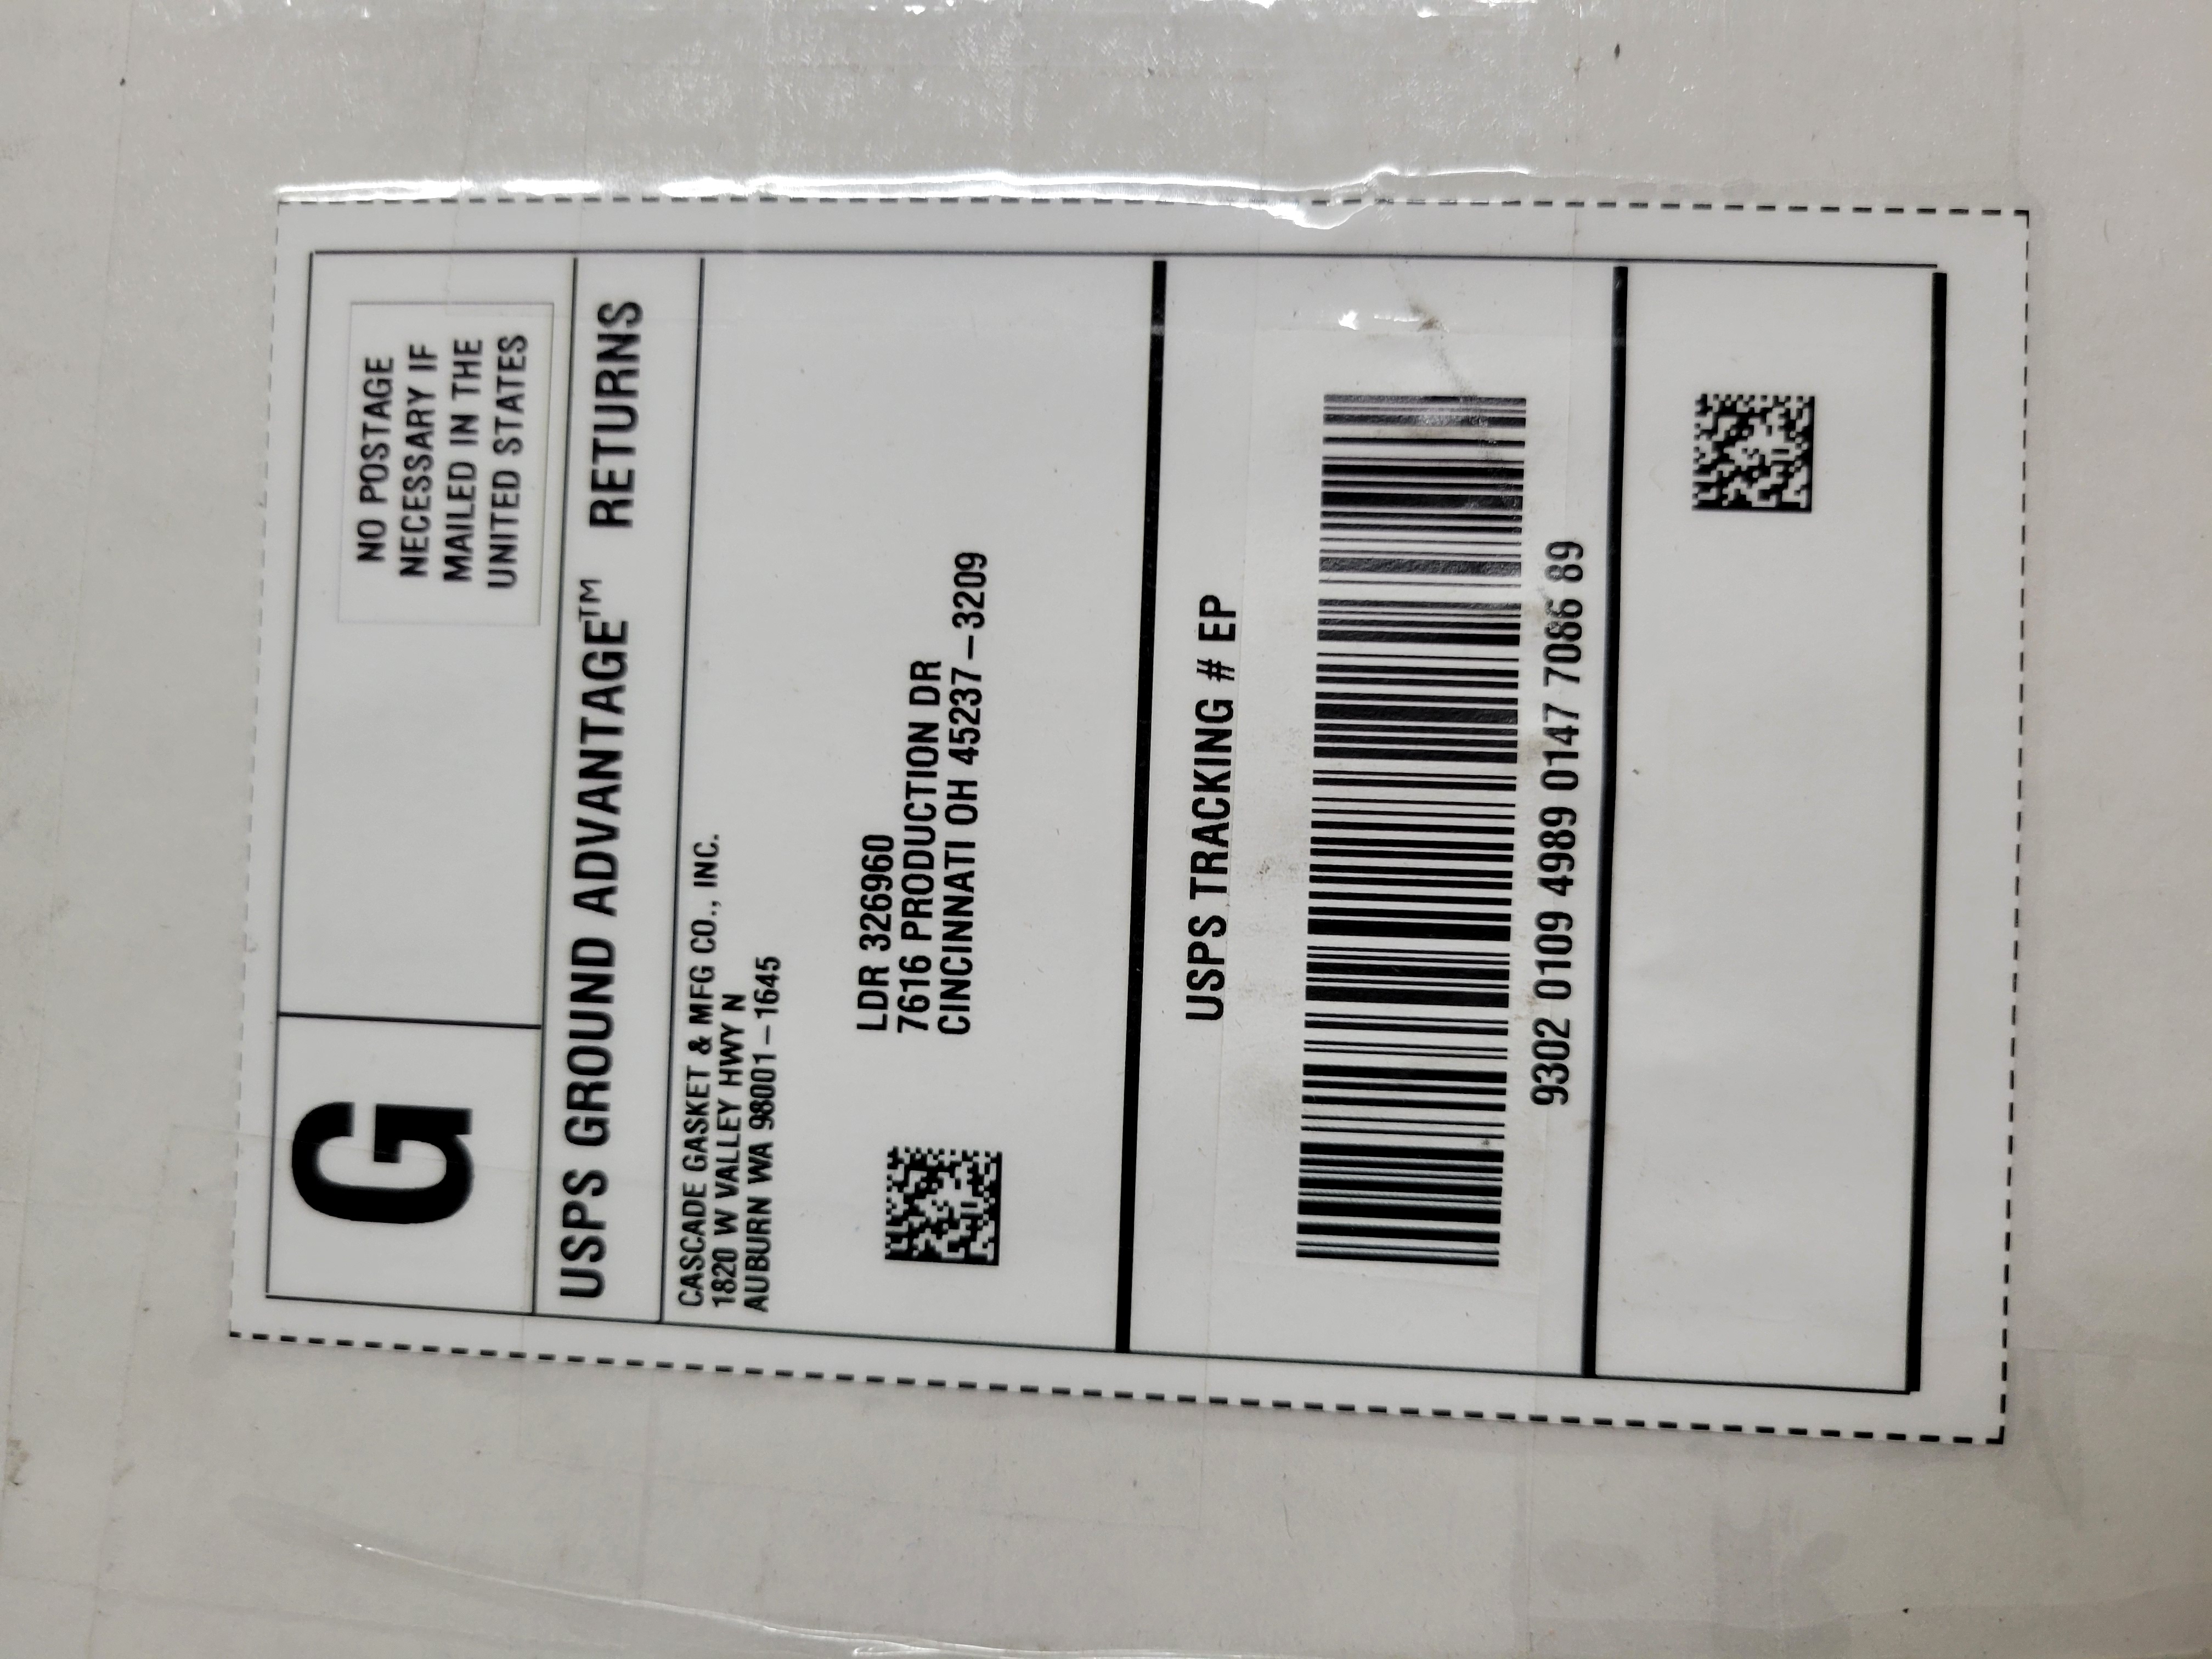 G
NO POSTAGE
NECESSARY IF
MAILED IN THE
UNITED STATES
USPS GROUND ADVANTAGE™ RETURNS
CASCADE GASKET & MFG CO., INC.
1820 W VALLEY HWY N
AUBURN WA 98001-1645
LDR 326960
7616 PRODUCTION DR
CINCINNATI OH 45237-3209
USPS TRACKING # EP
9302 0109 4989 0147 7086 89